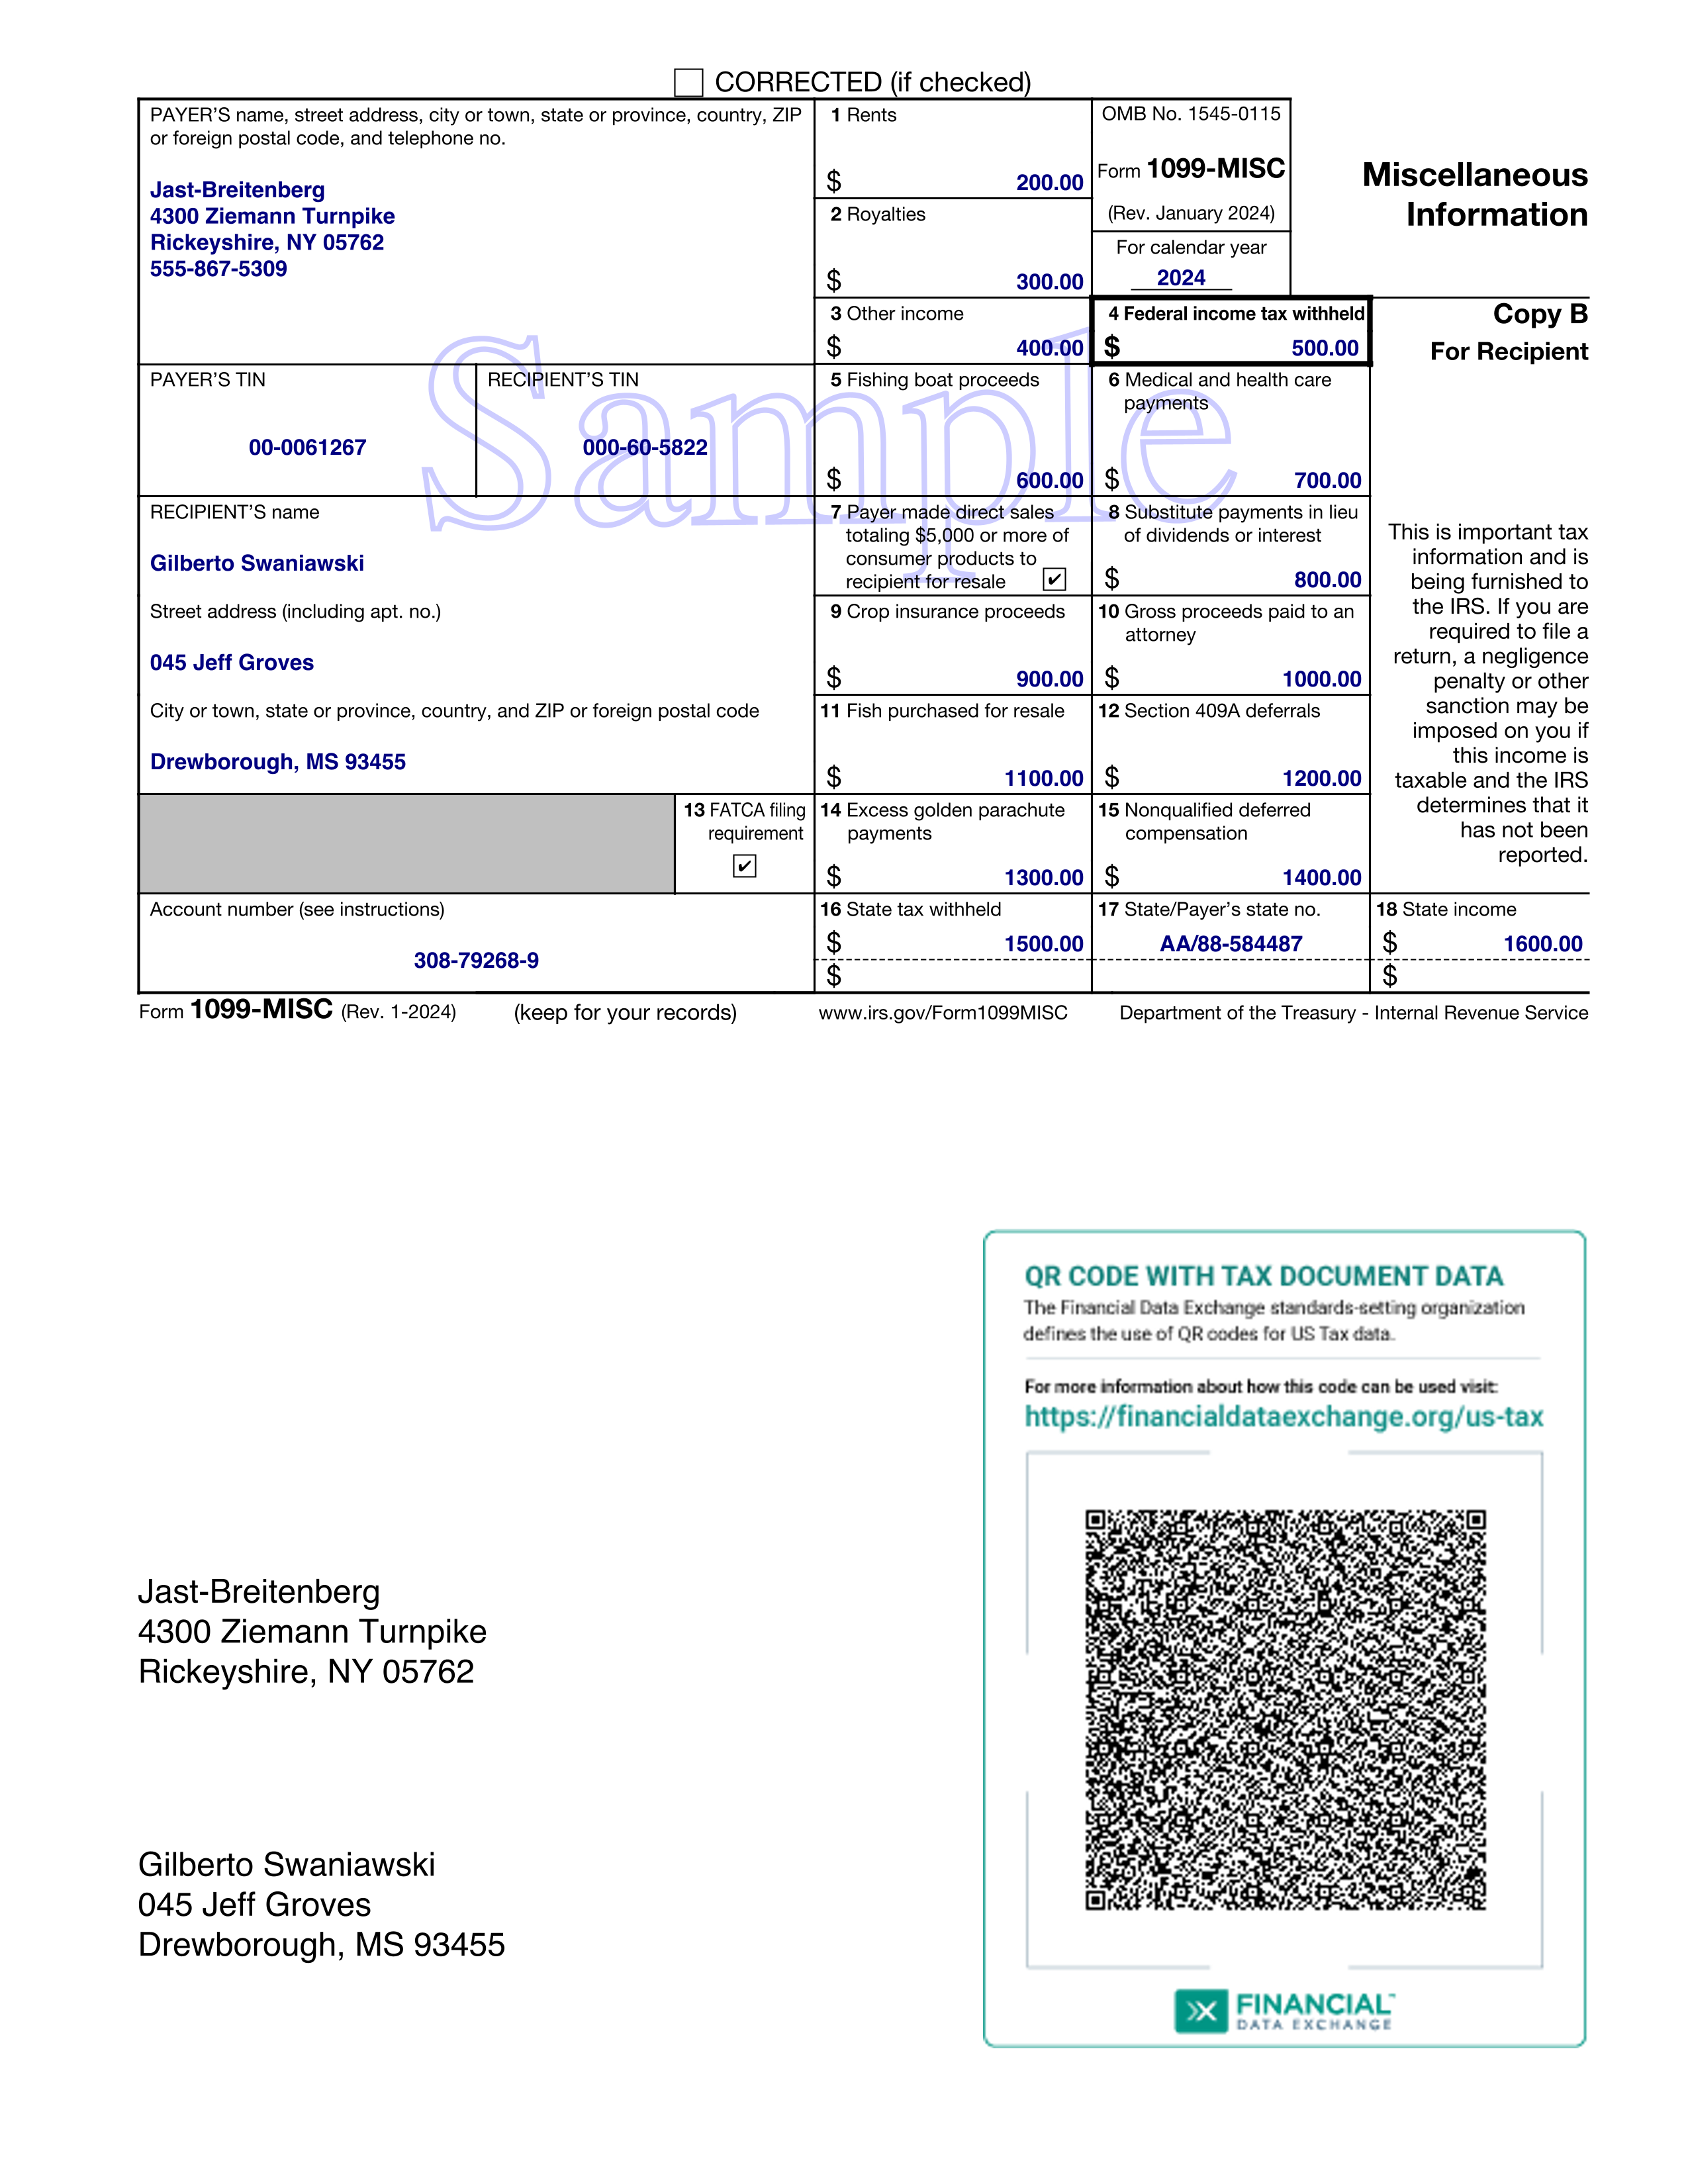 CORRECTED (if checked)
PAYER'S name, street address, city or town, state or province, country, ZIP
or foreign postal code, and telephone no.
Jast-Breitenberg
4300 Ziemann Turnpike
Rickeyshire, NY 05762
555-867-5309
1 Rents
$ 200.00
2 Royalties
$ 300.00
OMB No. 1545-0115
Form 1099-MISC
(Rev. January 2024)
For calendar year
2024
Miscellaneous
Information
3 Other income
$ 400.00
4 Federal income tax withheld
$ 500.00
Copy B
For Recipient
PAYER'S TIN
00-0061267
RECIPIENT'S TIN
000-60-5822
5 Fishing boat proceeds
$ 600.00
6 Medical and health care
payments
$ 700.00
Sample
RECIPIENT'S name
Gilberto Swaniawski
7 Payer made direct sales
totaling $5,000 or more of
consumer products to
recipient for resale ✔
8 Substitute payments in lieu
of dividends or interest
$ 800.00
This is important tax
information and is
being furnished to
the IRS. If you are
required to file a
return, a negligence
penalty or other
sanction may be
imposed on you if
this income is
taxable and the IRS
determines that it
has not been
reported.
Street address (including apt. no.)
045 Jeff Groves
9 Crop insurance proceeds
$ 900.00
10 Gross proceeds paid to an
attorney
$ 1000.00
City or town, state or province, country, and ZIP or foreign postal code
Drewborough, MS 93455
11 Fish purchased for resale
$ 1100.00
12 Section 409A deferrals
$ 1200.00
13 FATCA filing
requirement
✔
14 Excess golden parachute
payments
$ 1300.00
15 Nonqualified deferred
compensation
$ 1400.00
Account number (see instructions)
308-79268-9
16 State tax withheld
$ 1500.00
$
17 State/Payer's state no.
AA/88-584487
18 State income
$ 1600.00
$
Form 1099-MISC (Rev. 1-2024) (keep for your records) www.irs.gov/Form1099MISC Department of the Treasury - Internal Revenue Service
QR CODE WITH TAX DOCUMENT DATA
The Financial Data Exchange standards-setting organization
defines the use of QR codes for US Tax data.
For more information about how this code can be used visit:
https://financialdataexchange.org/us-tax
Jast-Breitenberg
4300 Ziemann Turnpike
Rickeyshire, NY 05762
Gilberto Swaniawski
045 Jeff Groves
Drewborough, MS 93455
FINANCIAL™
DATA EXCHANGE